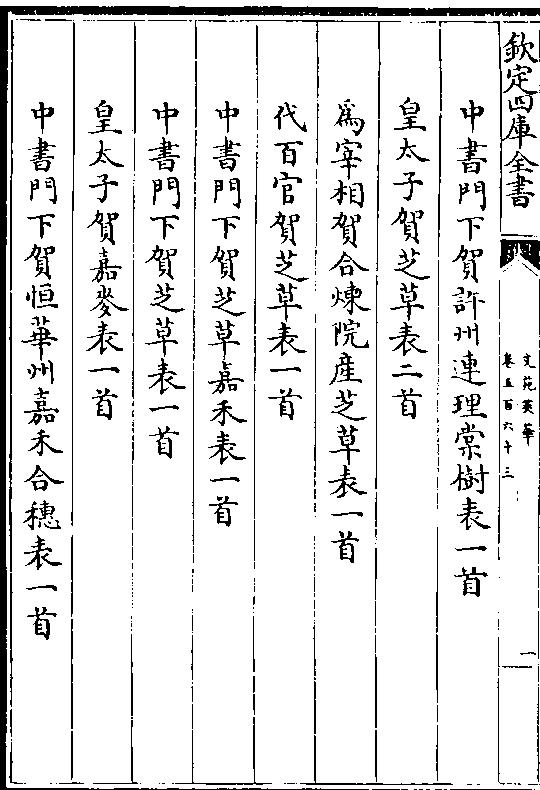 欽定四庫全書
文苑英華
卷五百六十三
一
中書門下賀許州連理棠樹表一首
皇太子賀芝草表二首
爲宰相賀合煉院産芝草表一首
代百官賀芝草表一首
中書門下賀芝草嘉禾表一首
中書門下賀芝草表一首
皇太子賀嘉麥表一首
中書門下賀恒華州嘉禾合穗表一首